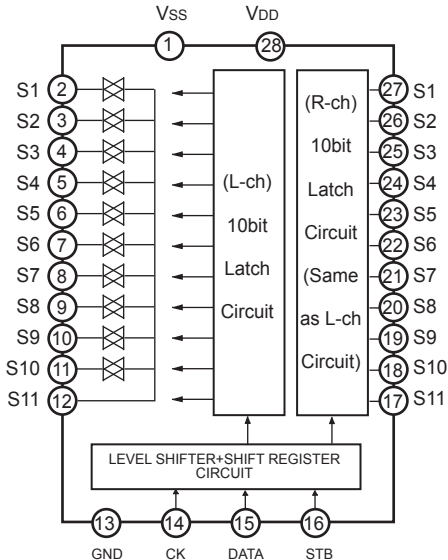 VSS VDD
1 28
S1 2 27 S1
S2 3 26 S2
S3 4 25 S3
S4 5 24 S4
S5 6 23 S5
S6 7 22 S6
S7 8 21 S7
S8 9 20 S8
S9 10 19 S9
S10 11 18 S10
S11 12 17 S11
(L-ch)
10bit
Latch
Circuit
(R-ch)
10bit
Latch
Circuit
(Same
as L-ch
Circuit)
LEVEL SHIFTER+SHIFT REGISTER
CIRCUIT
13 14 15 16
GND CK DATA STB